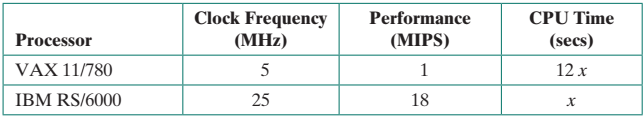 Processor Clock Frequency (MHz) Performance (MIPS) CPU Time (secs)
VAX 11/780 5 1 12 x
IBM RS/6000 25 18 x